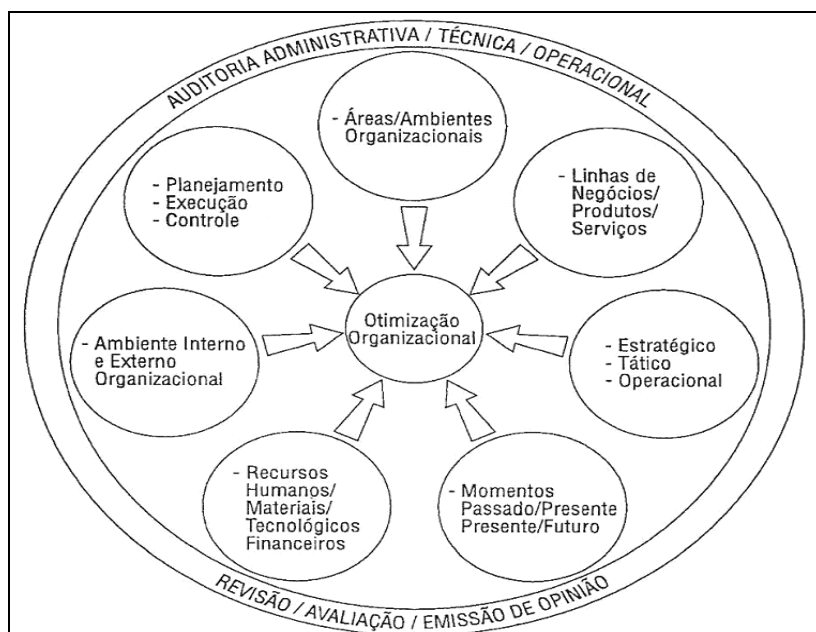 AUDITORIA ADMINISTRATIVA / TÉCNICA / OPERACIONAL
- Áreas/Ambientes
Organizacionais
- Planejamento
- Execução
- Controle
- Linhas de
Negócios/
Produtos/
Serviços
Otimização
Organizacional
- Ambiente Interno
e Externo
Organizacional
- Estratégico
- Tático
- Operacional
- Recursos
Humanos/
Materiais/
Tecnológicos
Financeiros
- Momentos
Passado/Presente
Presente/Futuro
REVISÃO / AVALIAÇÃO / EMISSÃO DE OPINIÃO